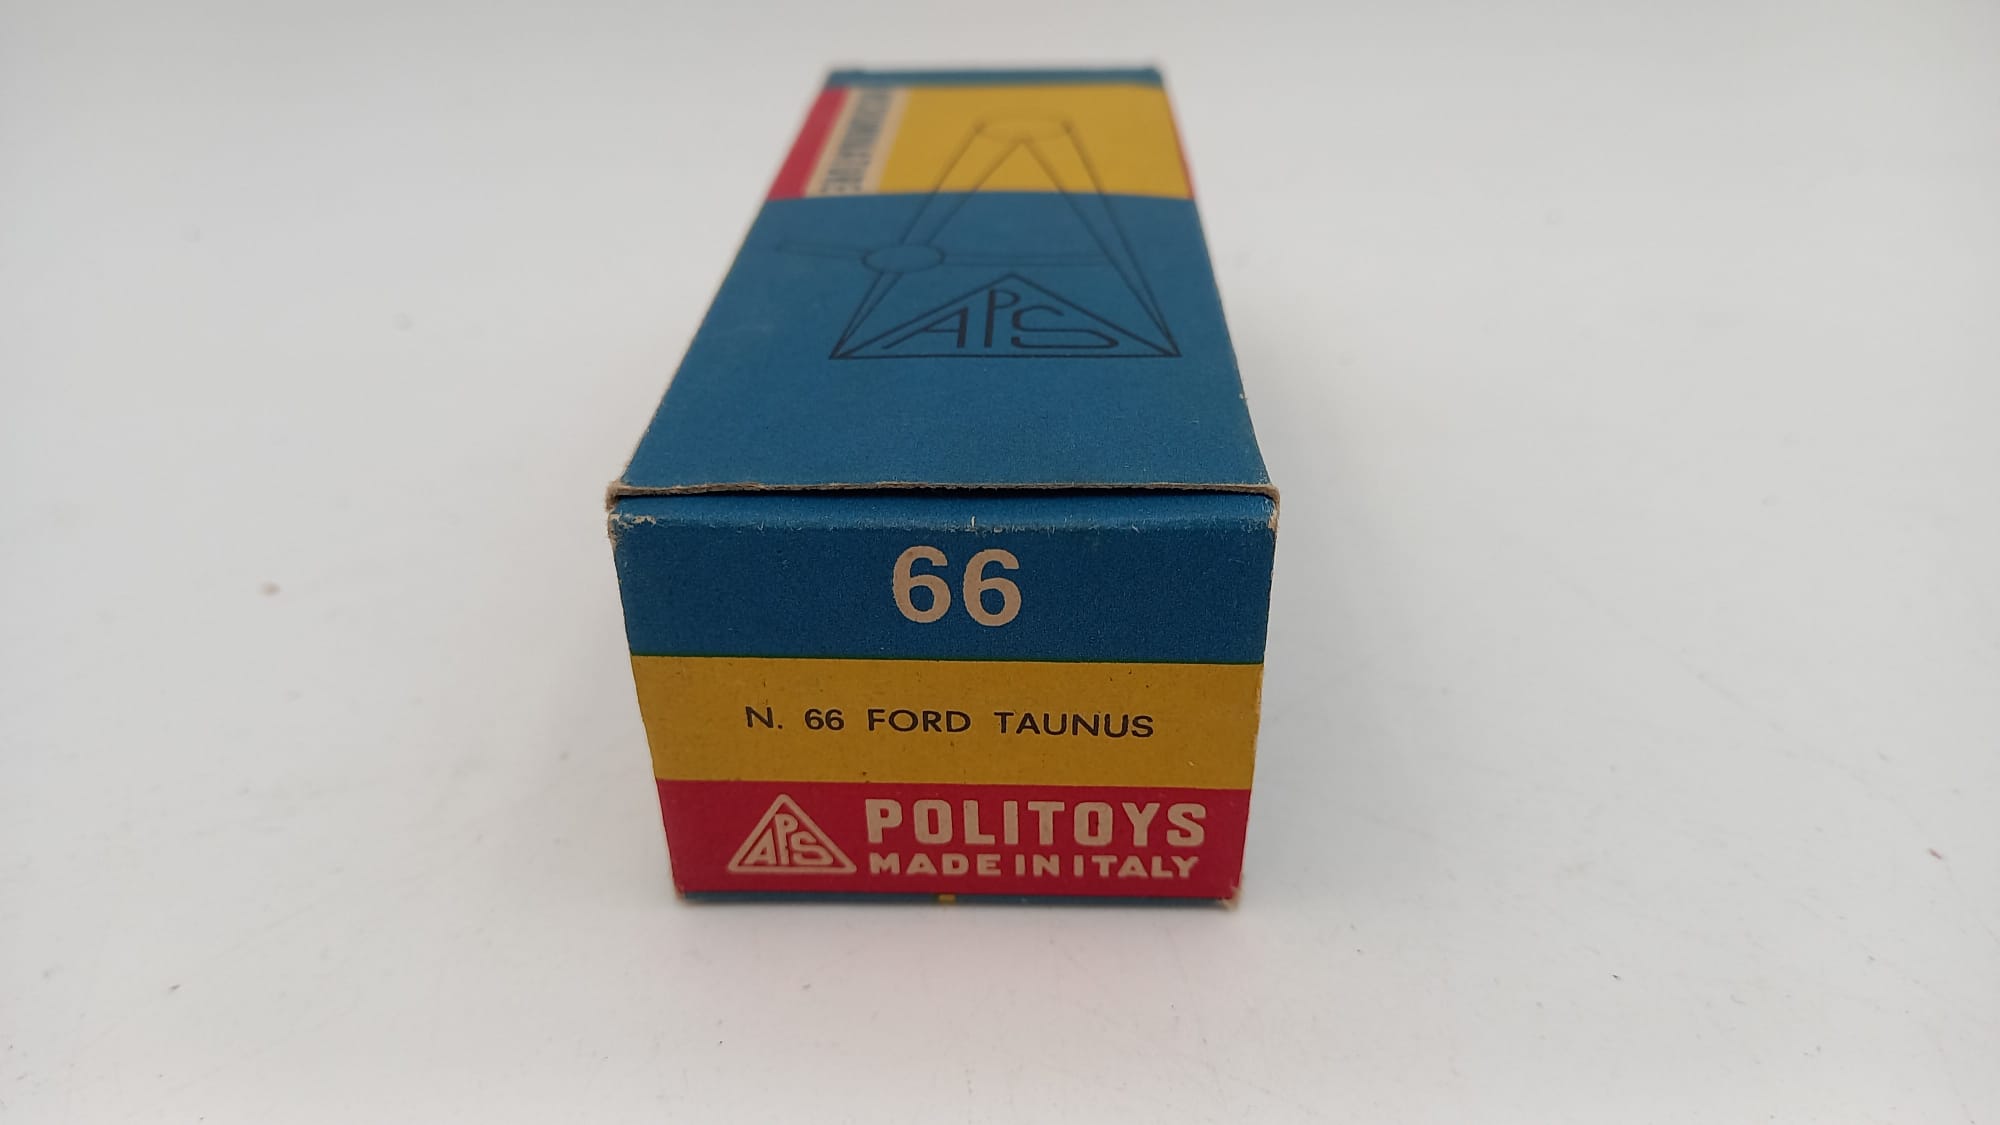 APS
66
N. 66 FORD TAUNUS
APS
POLITOYS
MADE IN ITALY